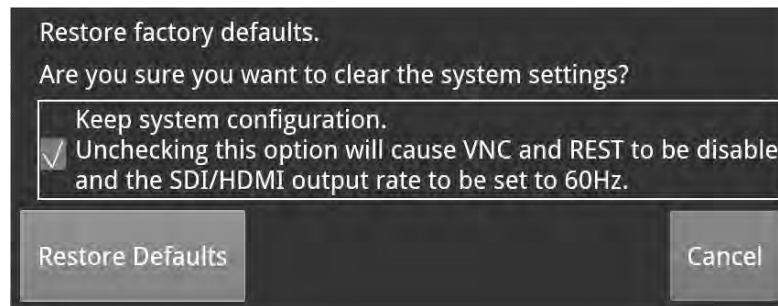 Restore factory defaults.
Are you sure you want to clear the system settings?
Keep system configuration.
Unchecking this option will cause VNC and REST to be disable
and the SDI/HDMI output rate to be set to 60Hz.
Restore Defaults
Cancel